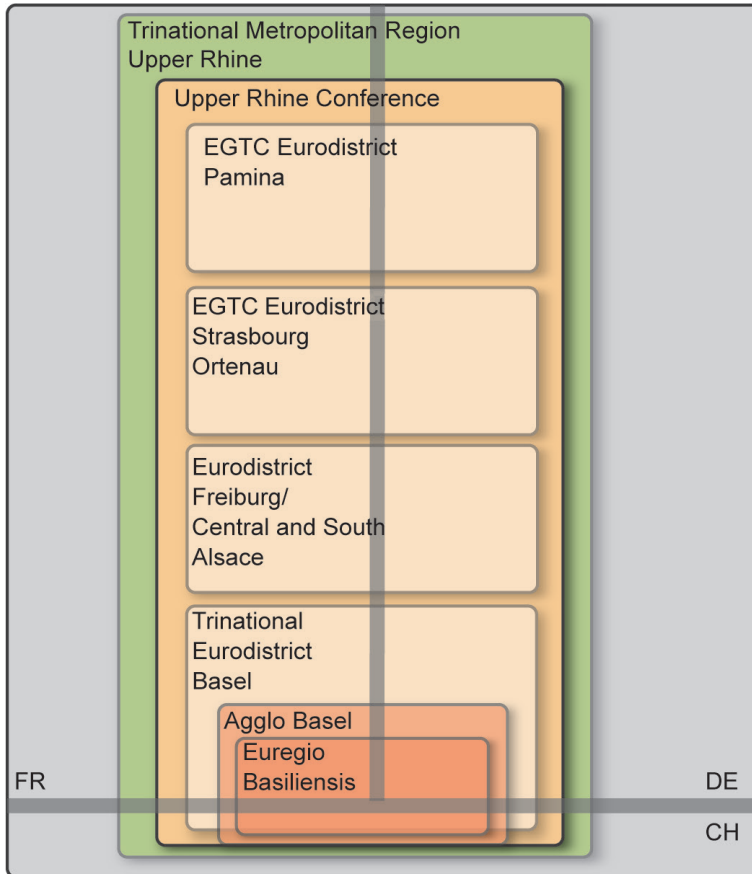 Trinational Metropolitan Region
Upper Rhine
Upper Rhine Conference
EGTC Eurodistrict
Pamina
EGTC Eurodistrict
Strasbourg
Ortenau
Eurodistrict
Freiburg/
Central and South
Alsace
Trinational
Eurodistrict
Basel
Agglo Basel
Euregio
Basiliensis
FR
DE
CH